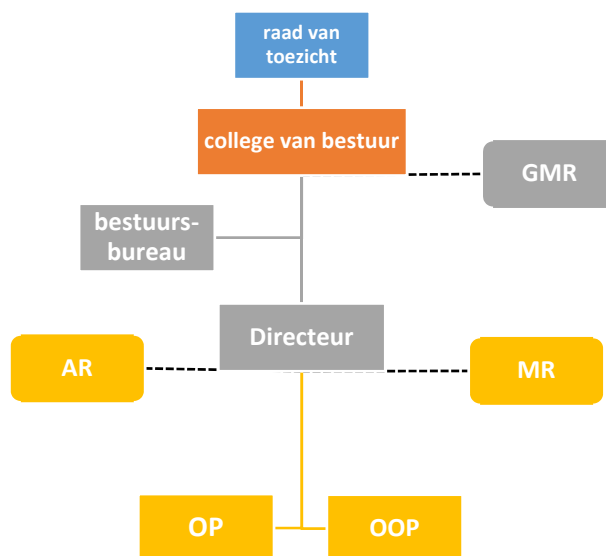 raad van
toezicht
college van bestuur
GMR
bestuurs-
bureau
Directeur
AR
MR
OP
OOP